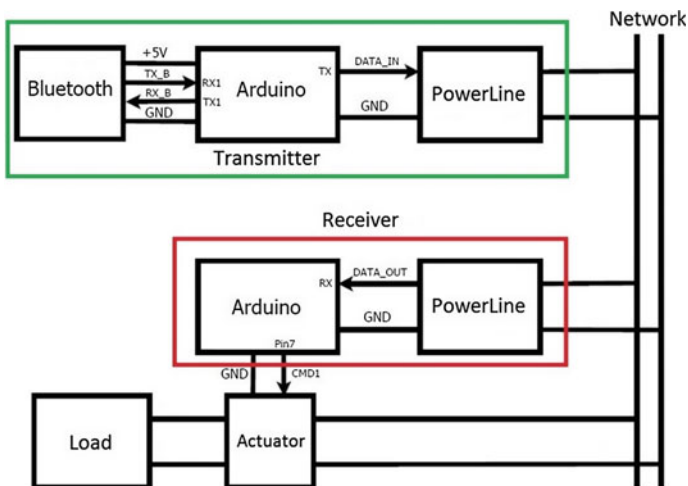 Network
+5V
TX_B
RX_B
GND
Bluetooth
RX1
TX1
Arduino
TX
DATA_IN
GND
PowerLine
Transmitter
Receiver
Arduino
RX
Pin7
DATA_OUT
GND
PowerLine
GND
CMD1
Load
Actuator